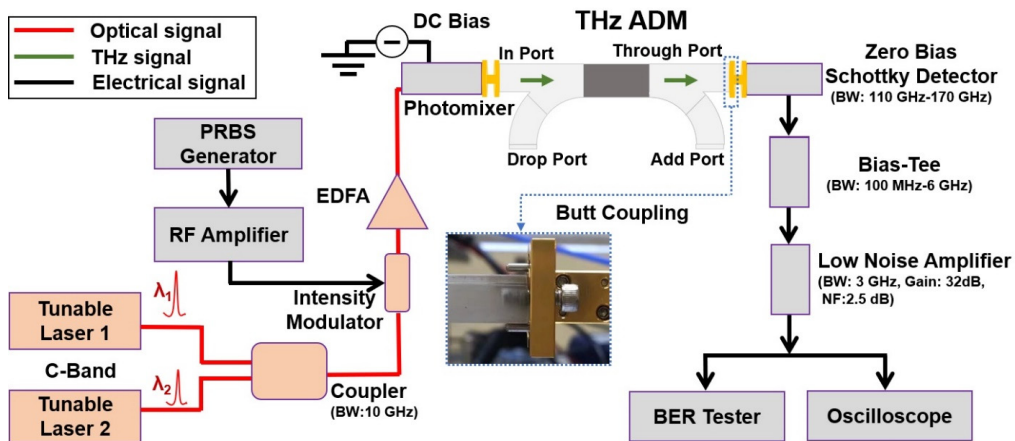 Optical signal
THz signal
Electrical signal
DC Bias
THz ADM
In Port
Through Port
Photomixer
Drop Port
Add Port
Zero Bias
Schottky Detector
(BW: 110 GHz-170 GHz)
PRBS
Generator
RF Amplifier
EDFA
Intensity
Modulator
Butt Coupling
Bias-Tee
(BW: 100 MHz-6 GHz)
Low Noise Amplifier
(BW: 3 GHz, Gain: 32dB,
NF:2.5 dB)
λ1
Tunable
Laser 1
C-Band
λ2
Tunable
Laser 2
Coupler
(BW:10 GHz)
BER Tester
Oscilloscope